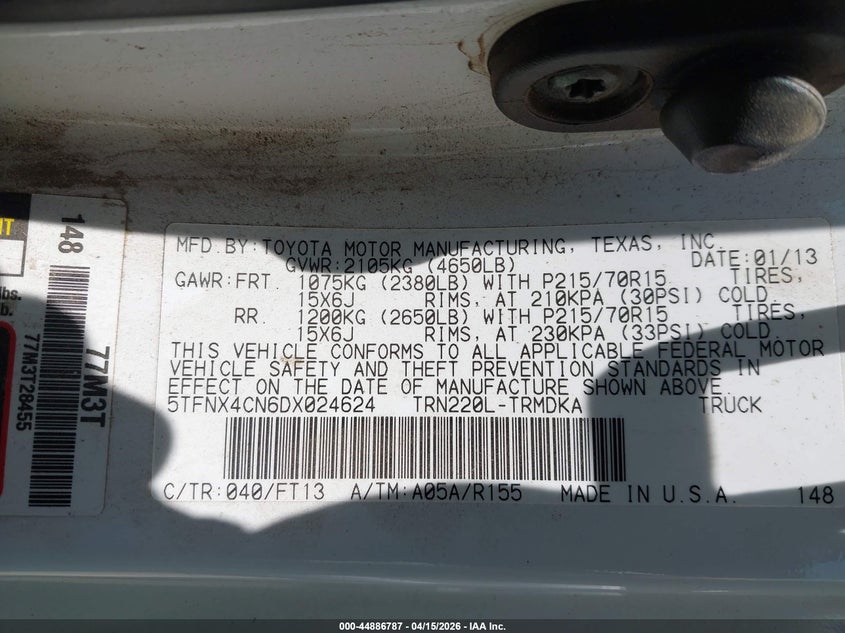 MFD.BY:TOYOTA MOTOR MANUFACTURING, TEXAS, INC.
GVWR:2105KG (4650LB) DATE:01/13
GAWR:FRT. 1075KG (2380LB) WITH P215/70R15 TIRES,
15X6J RIMS, AT 210KPA (30PSI) COLD,
RR. 1200KG (2650LB) WITH P215/70R15 TIRES,
15X6J RIMS, AT 230KPA (33PSI) COLD,
THIS VEHICLE CONFORMS TO ALL APPLICABLE FEDERAL MOTOR
VEHICLE SAFETY AND THEFT PREVENTION STANDARDS IN
EFFECT ON THE DATE OF MANUFACTURE SHOWN ABOVE.
5TFNX4CN6DX024624 TRN220L-TRMDKA TRUCK
C/TR:040/FT13 A/TM:A05A/R155 MADE IN U.S.A. 148
148
77M3T
77M3T28455
lbs.
000-44886787 - 04/15/2026 - IAA Inc.